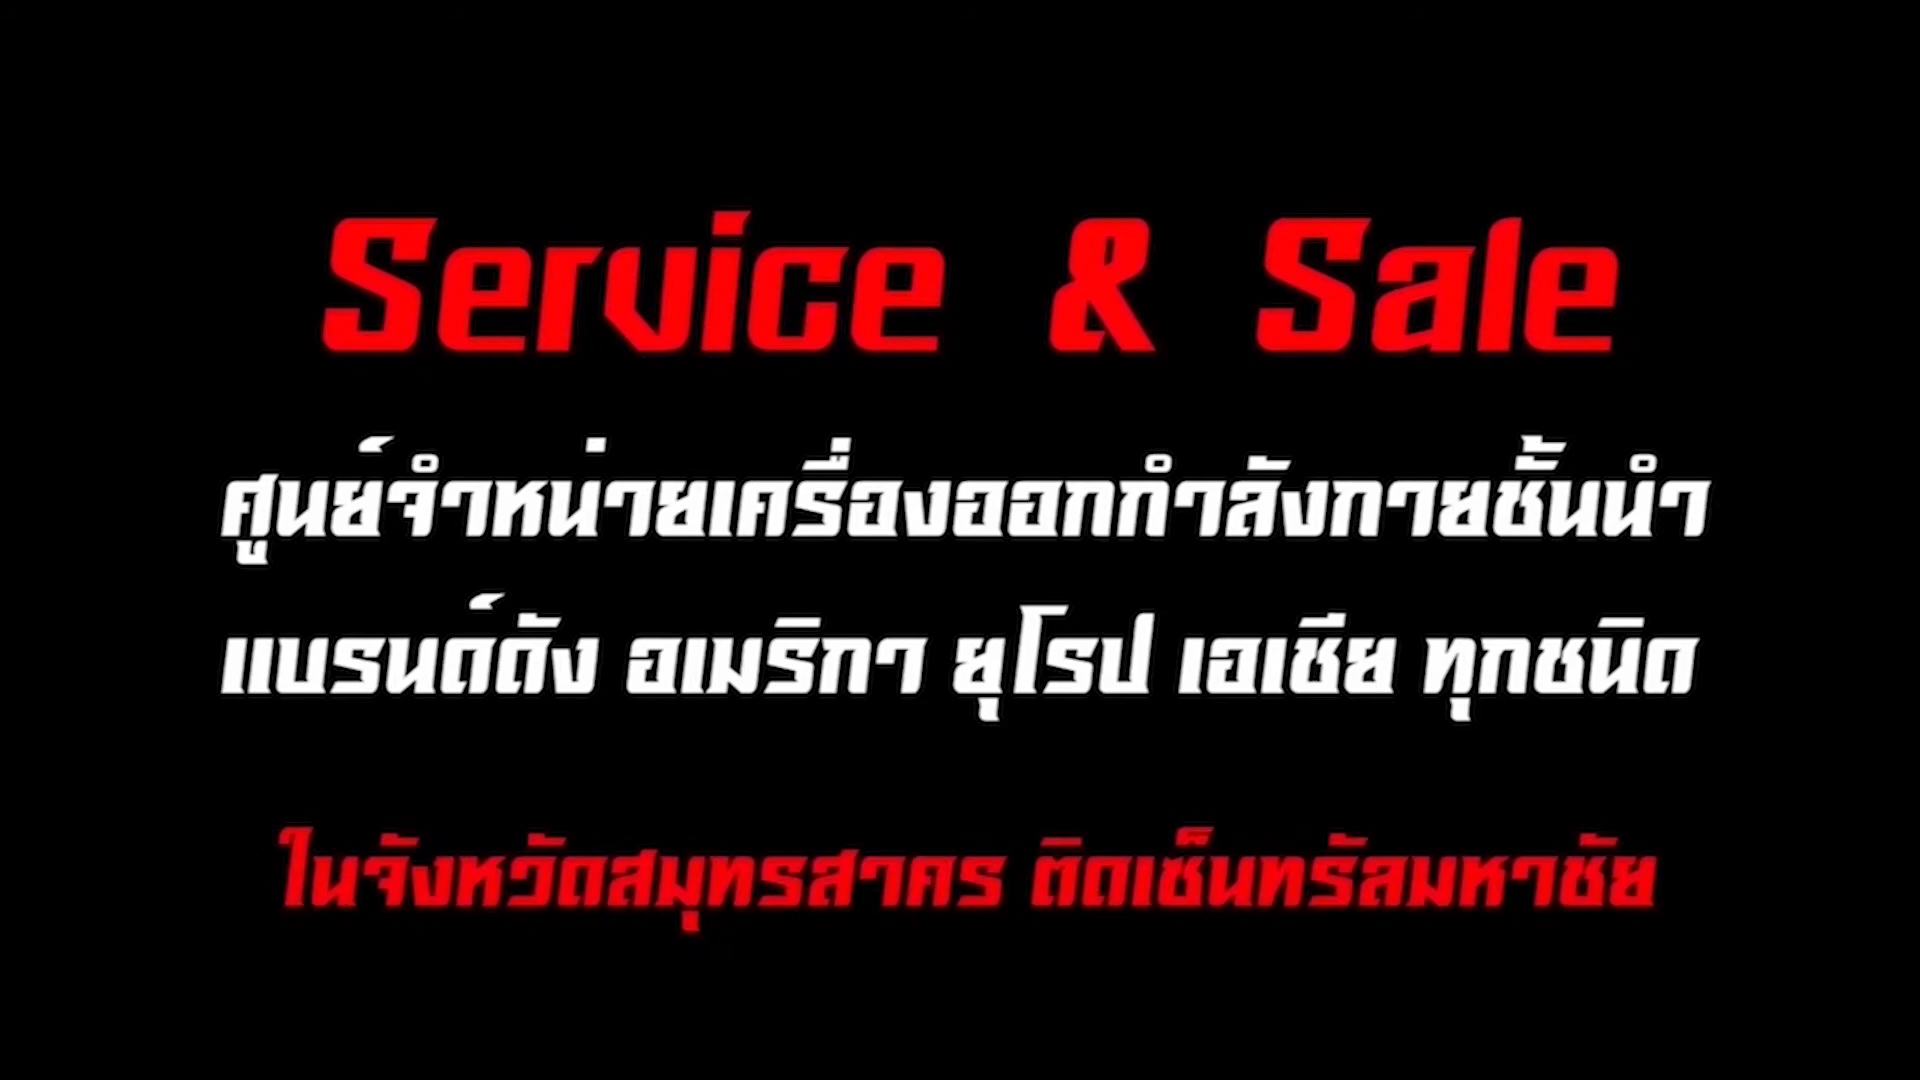 Service & Sale
ศูนย์จำหน่ายเครื่องออกกำลังกายชั้นนำ
แบรนด์ดัง อเมริกา ยุโรป เอเชีย ทุกชนิด
ในจังหวัดสมุทรสาคร ติดเซ็นทรัลมหาชัย